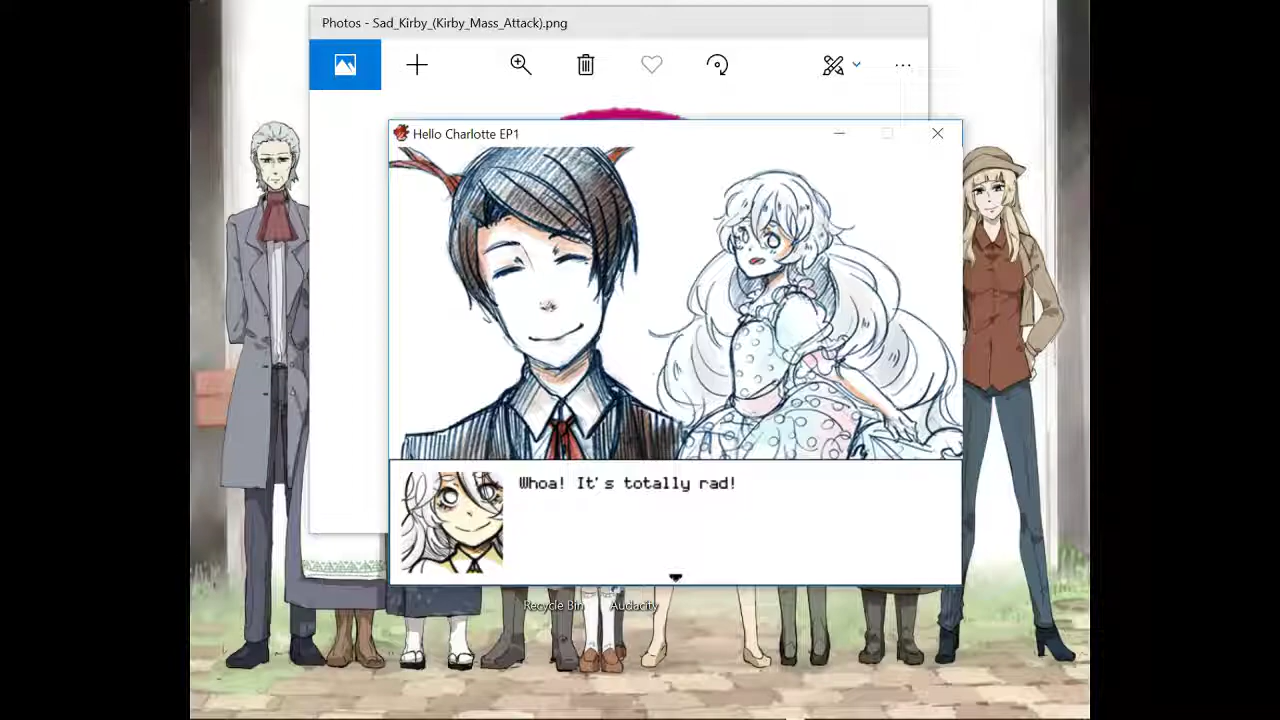 Photos - Sad_Kirby_(Kirby_Mass_Attack).png
Hello Charlotte EP1
Whoa! It's totally rad!
Recycle Bin
Audacity